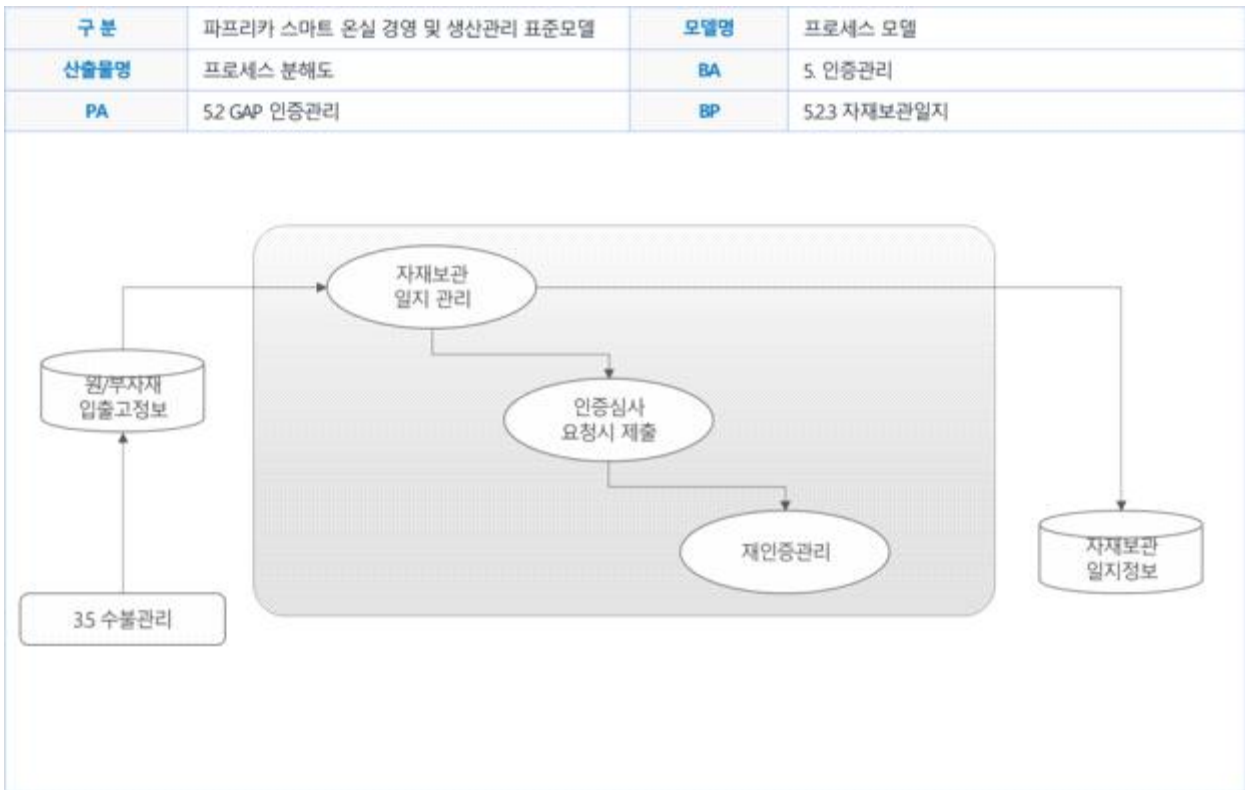 구 분 파프리카 스마트 온실 경영 및 생산관리 표준모델 모델명 프로세스 모델
산출물명 프로세스 분해도 BA 5. 인증관리
PA 5.2 GAP 인증관리 BP 5.2.3 자재보관일지
자재보관
일지 관리
원/부자재
입출고정보
인증심사
요청시 제출
재인증관리
자재보관
일지정보
3.5 수불관리